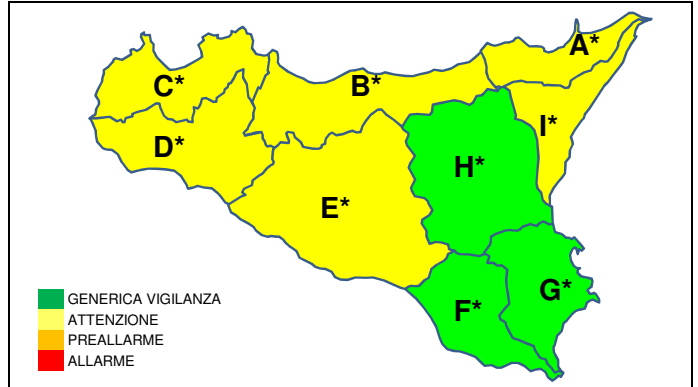 A*
C*
B*
I*
D*
H*
E*
G*
F*
GENERICA VIGILANZA
ATTENZIONE
PREALLARME
ALLARME